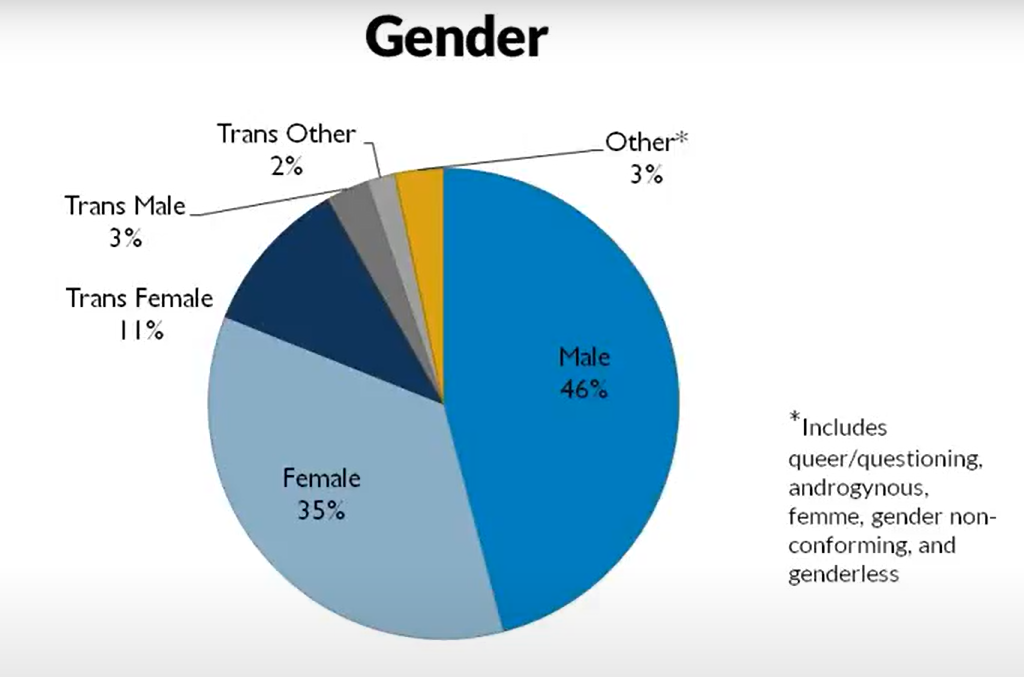 Gender
Trans Other
2%
Other*
3%
Trans Male
3%
Trans Female
11%
Male
46%
Female
35%
*Includes
queer/questioning,
androgynous,
femme, gender non-
conforming, and
genderless